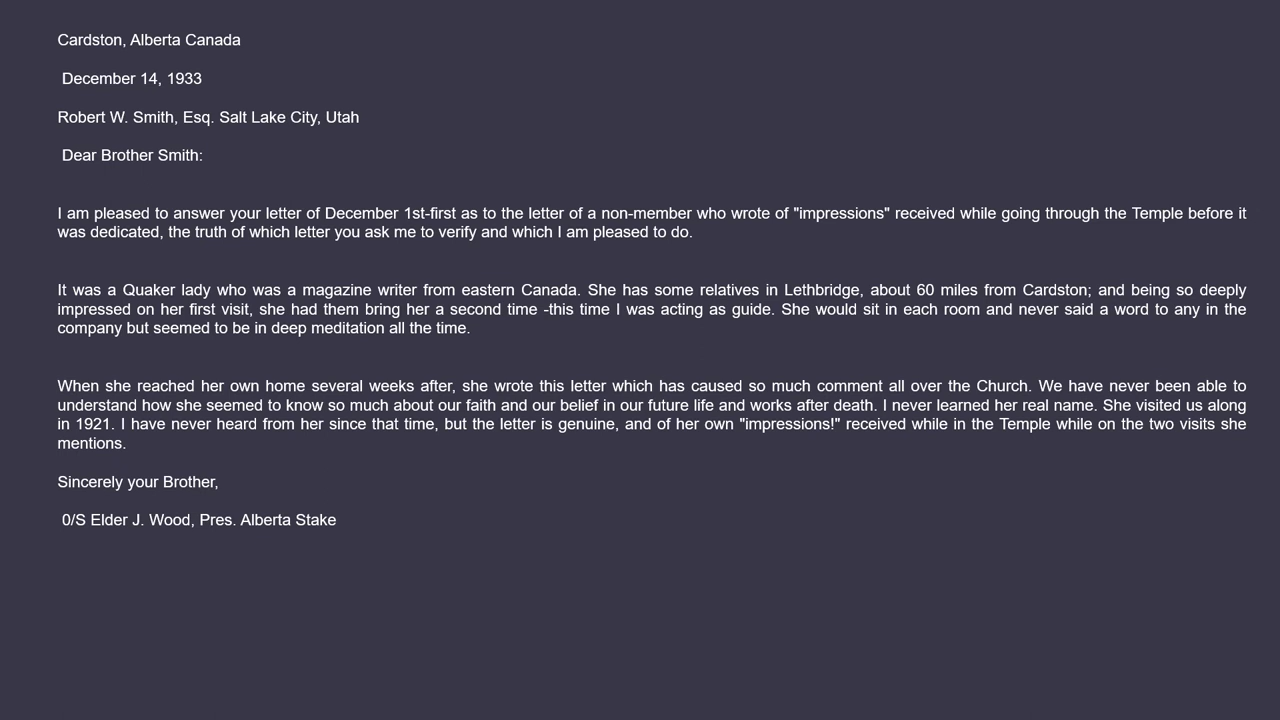 Cardston, Alberta Canada
December 14, 1933
Robert W. Smith, Esq. Salt Lake City, Utah
Dear Brother Smith:
I am pleased to answer your letter of December 1st-first as to the letter of a non-member who wrote of "impressions" received while going through the Temple before it
was dedicated, the truth of which letter you ask me to verify and which I am pleased to do.
It was a Quaker lady who was a magazine writer from eastern Canada. She has some relatives in Lethbridge, about 60 miles from Cardston; and being so deeply
impressed on her first visit, she had them bring her a second time -this time I was acting as guide. She would sit in each room and never said a word to any in the
company but seemed to be in deep meditation all the time.
When she reached her own home several weeks after, she wrote this letter which has caused so much comment all over the Church. We have never been able to
understand how she seemed to know so much about our faith and our belief in our future life and works after death. I never learned her real name. She visited us along
in 1921. I have never heard from her since that time, but the letter is genuine, and of her own "impressions!" received while in the Temple while on the two visits she
mentions.
Sincerely your Brother,
0/S Elder J. Wood, Pres. Alberta Stake